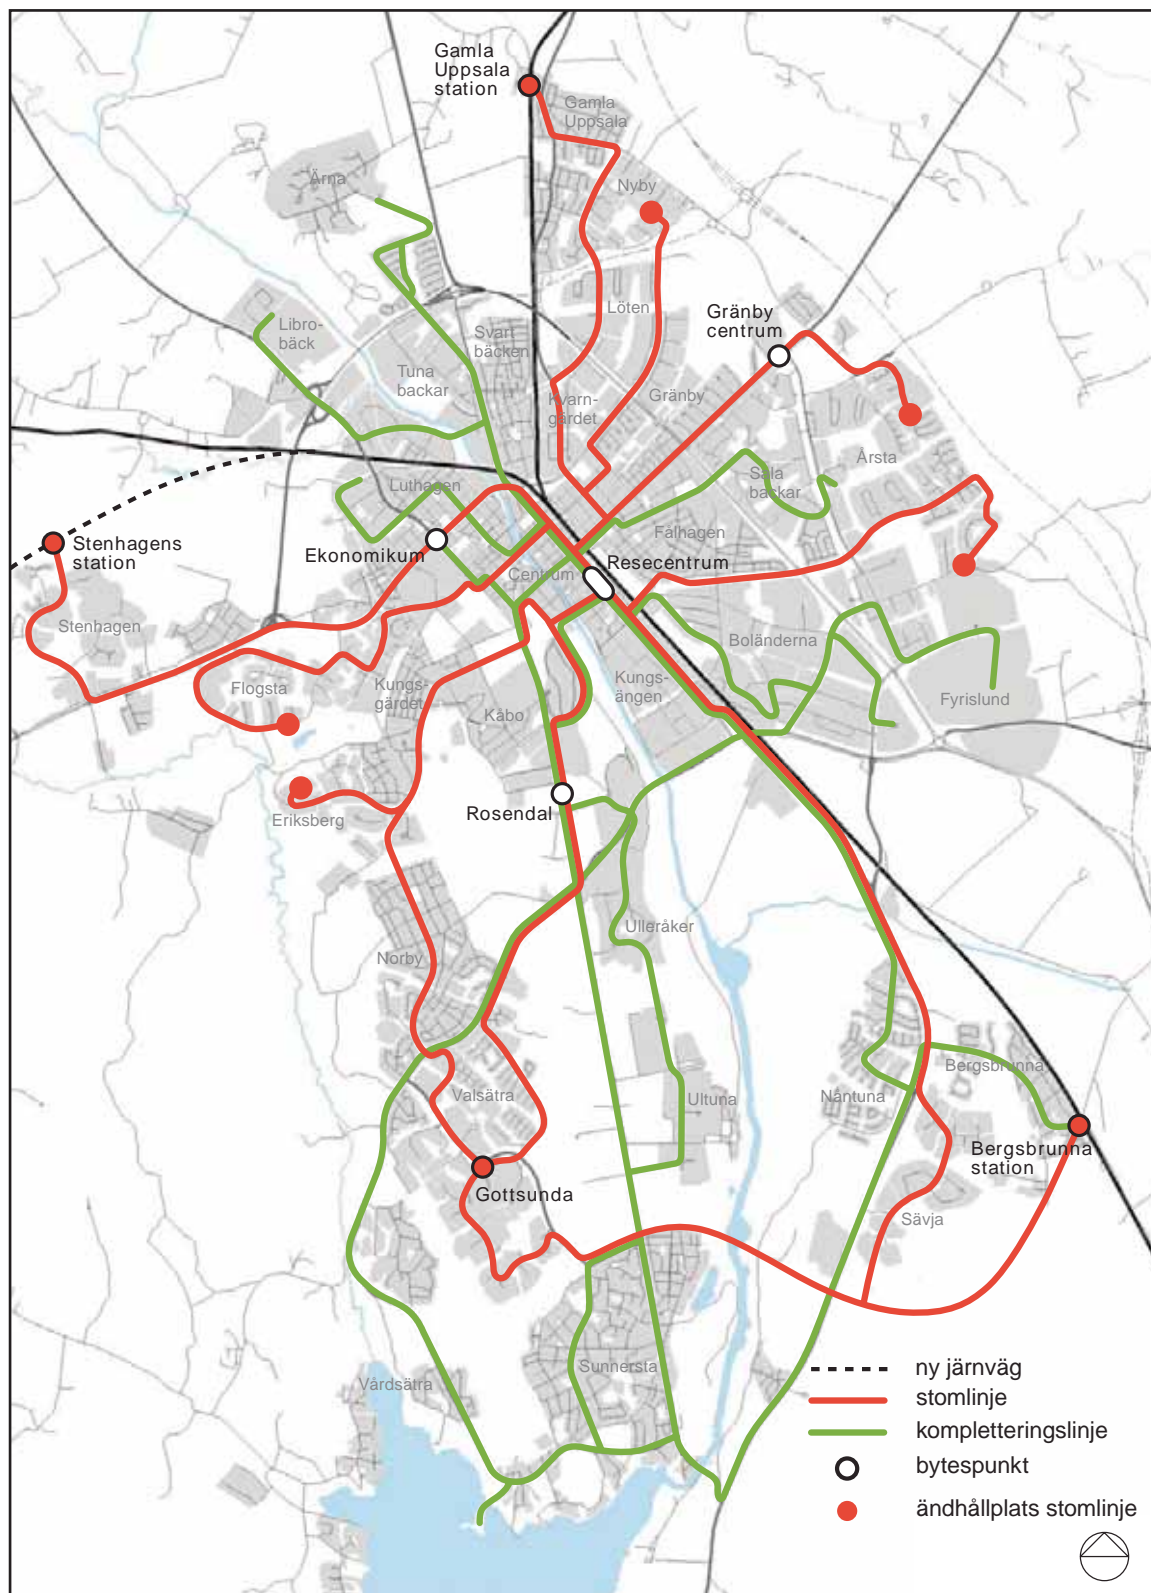 Gamla
Uppsala
station
Gamla
Uppsala
Ärna
Nyby
Libro-
bäck
Svart
bäcken
Löten
Gränby
centrum
Tuna
backar
Kvarn-
gärdet
Gränby
Luthagen
Sala
backar
Årsta
Stenhagens
station
Ekonomikum
Fålhagen
Centrum
Resecentrum
Stenhagen
Boländerna
Flogsta
Kungs-
gärdet
Kåbo
Kungs-
ängen
Fyrislund
Eriksberg
Rosendal
Norby
Ulleråker
Valsätra
Ultuna
Nåntuna
Bergsbrunna
Bergsbrunna
station
Gottsunda
Sävja
Sunnersta
Vårdsätra
ny järnväg
stomlinje
kompletteringslinje
bytespunkt
ändhållplats stomlinje